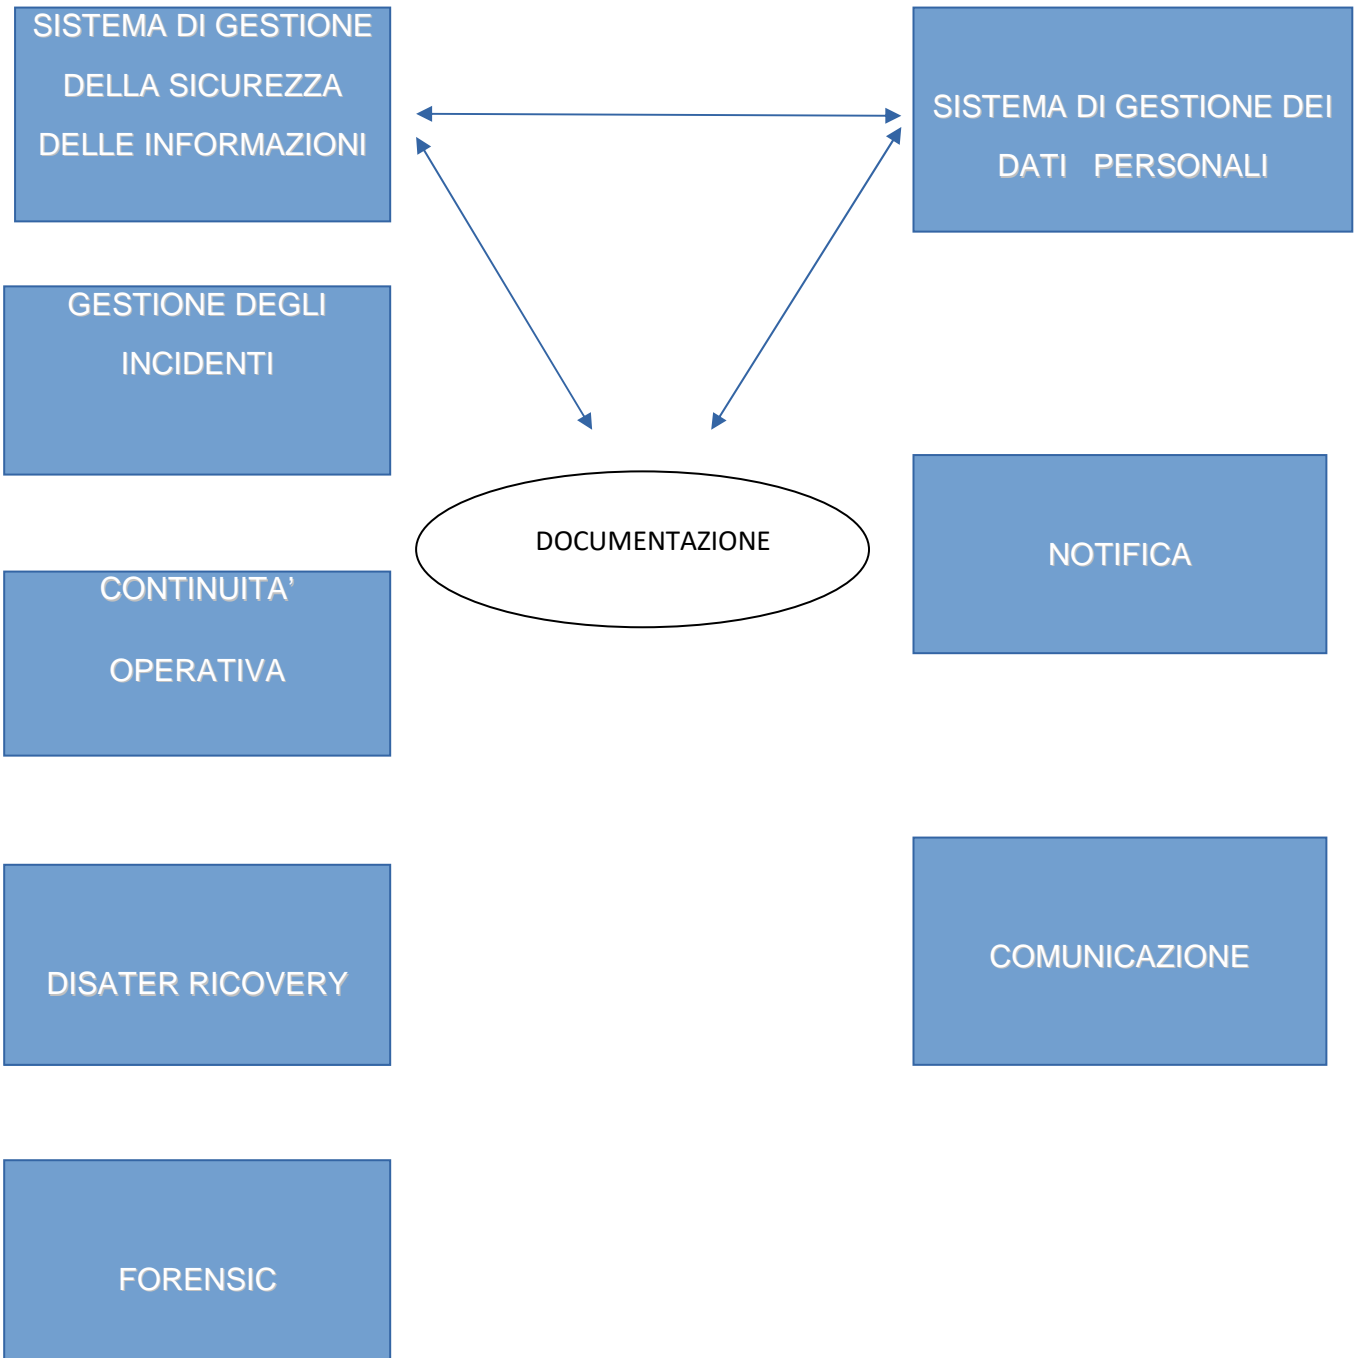 SISTEMA DI GESTIONE
DELLA SICUREZZA
DELLE INFORMAZIONI
SISTEMA DI GESTIONE DEI
DATI PERSONALI
GESTIONE DEGLI
INCIDENTI
DOCUMENTAZIONE
NOTIFICA
CONTINUITA’
OPERATIVA
COMUNICAZIONE
DISATER RICOVERY
FORENSIC